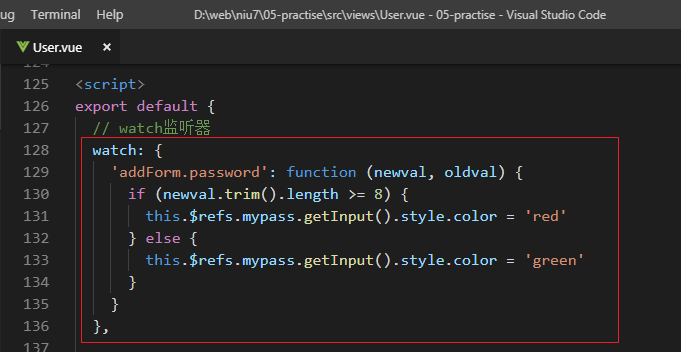 ug Terminal Help D:\web\niu7\05-practise\src\views\User.vue - 05-practise - Visual Studio Code
User.vue ×
124
125 <script>
126 export default {
127 // watch监听器
128 watch: {
129 'addForm.password': function (newval, oldval) {
130 if (newval.trim().length >= 8) {
131 this.$refs.mypass.getInput().style.color = 'red'
132 } else {
133 this.$refs.mypass.getInput().style.color = 'green'
134 }
135 }
136 },
137